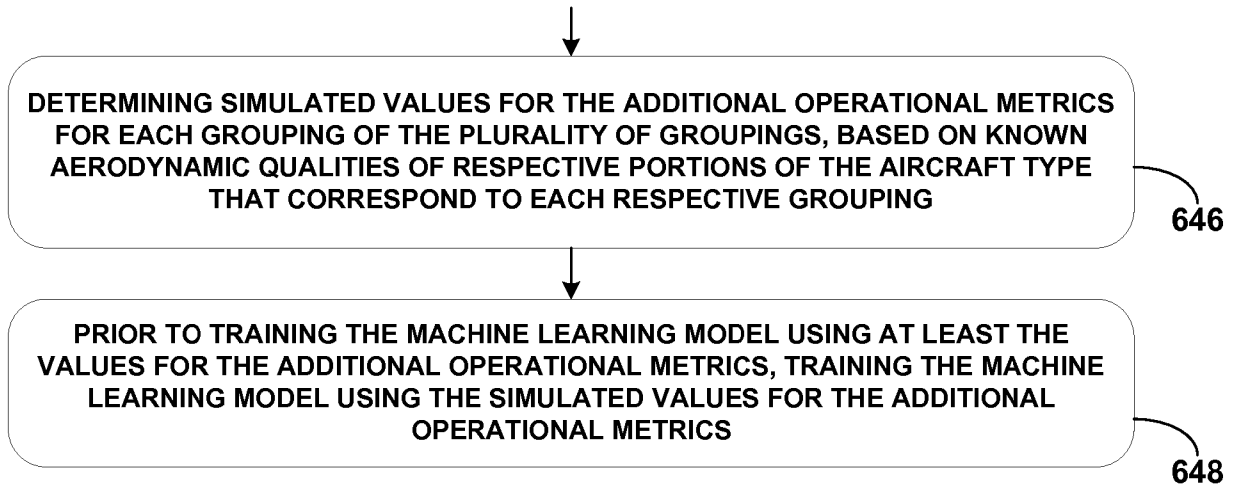 DETERMINING SIMULATED VALUES FOR THE ADDITIONAL OPERATIONAL METRICS
FOR EACH GROUPING OF THE PLURALITY OF GROUPINGS, BASED ON KNOWN
AERODYNAMIC QUALITIES OF RESPECTIVE PORTIONS OF THE AIRCRAFT TYPE
THAT CORRESPOND TO EACH RESPECTIVE GROUPING
646
PRIOR TO TRAINING THE MACHINE LEARNING MODEL USING AT LEAST THE
VALUES FOR THE ADDITIONAL OPERATIONAL METRICS, TRAINING THE MACHINE
LEARNING MODEL USING THE SIMULATED VALUES FOR THE ADDITIONAL
OPERATIONAL METRICS
648